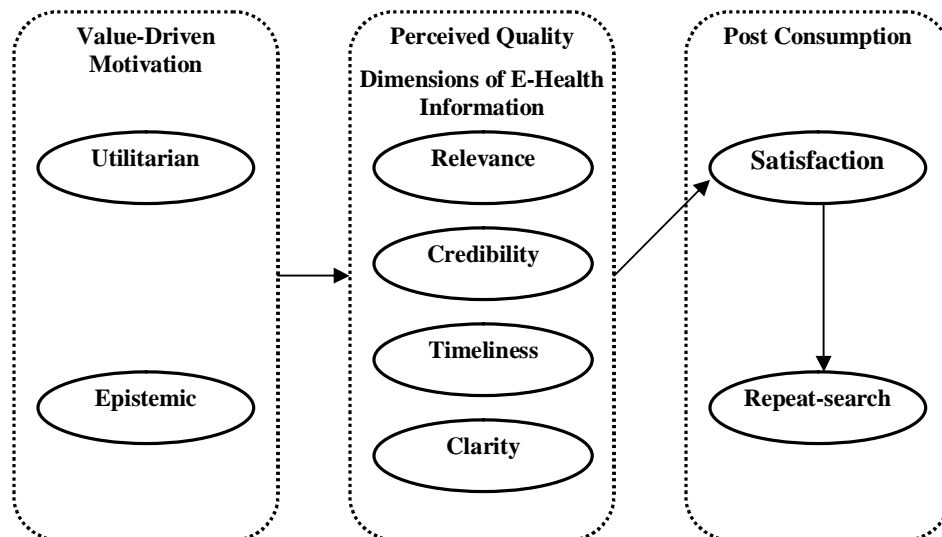 Value-Driven
Motivation
Utilitarian
Epistemic
Perceived Quality
Dimensions of E-Health
Information
Relevance
Credibility
Timeliness
Clarity
Post Consumption
Satisfaction
Repeat-search